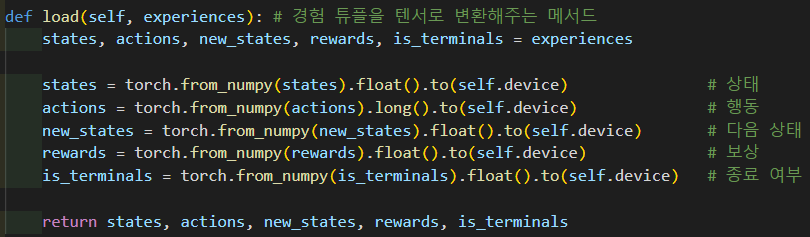 def load(self, experiences): # 경험 튜플을 텐서로 변환해주는 메서드
    states, actions, new_states, rewards, is_terminals = experiences

    states = torch.from_numpy(states).float().to(self.device)                # 상태
    actions = torch.from_numpy(actions).long().to(self.device)               # 행동
    new_states = torch.from_numpy(new_states).float().to(self.device)        # 다음 상태
    rewards = torch.from_numpy(rewards).float().to(self.device)              # 보상
    is_terminals = torch.from_numpy(is_terminals).float().to(self.device)    # 종료 여부

    return states, actions, new_states, rewards, is_terminals